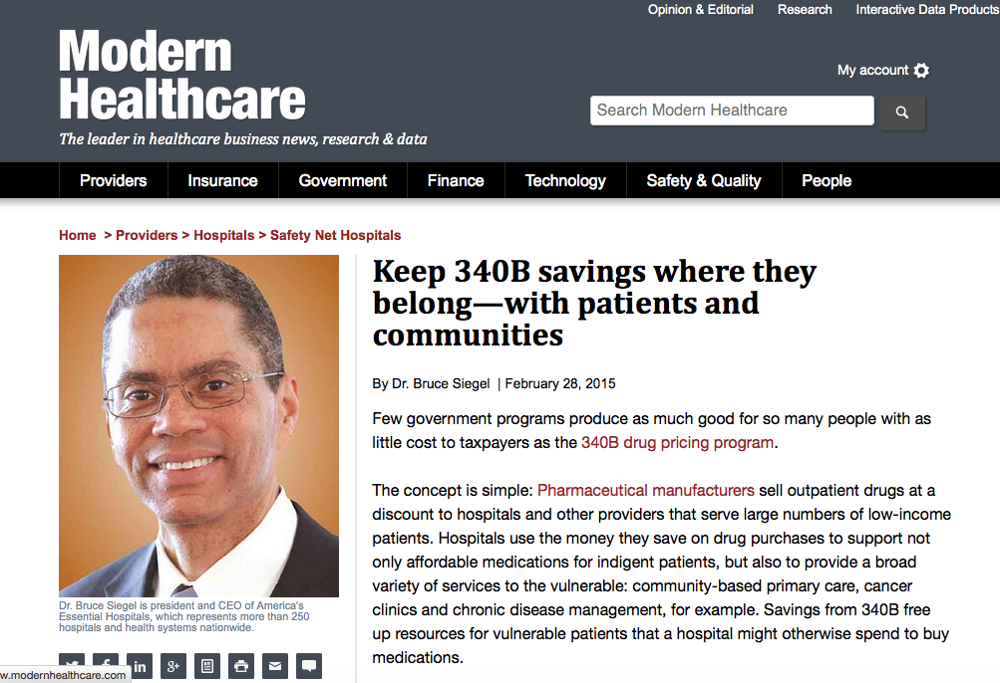 Opinion & Editorial Research Interactive Data Products
Modern
Healthcare
The leader in healthcare business news, research & data
My account
Search Modern Healthcare
Providers Insurance Government Finance Technology Safety & Quality People
Home > Providers > Hospitals > Safety Net Hospitals
Keep 340B savings where they
belong—with patients and
communities
By Dr. Bruce Siegel | February 28, 2015
Few government programs produce as much good for so many people with as
little cost to taxpayers as the 340B drug pricing program.
The concept is simple: Pharmaceutical manufacturers sell outpatient drugs at a
discount to hospitals and other providers that serve large numbers of low-income
patients. Hospitals use the money they save on drug purchases to support not
only affordable medications for indigent patients, but also to provide a broad
variety of services to the vulnerable: community-based primary care, cancer
clinics and chronic disease management, for example. Savings from 340B free
up resources for vulnerable patients that a hospital might otherwise spend to buy
medications.
Dr. Bruce Siegel is president and CEO of America's
Essential Hospitals, which represents more than 250
hospitals and health systems nationwide.
in g+
w.modernhealthcare.com